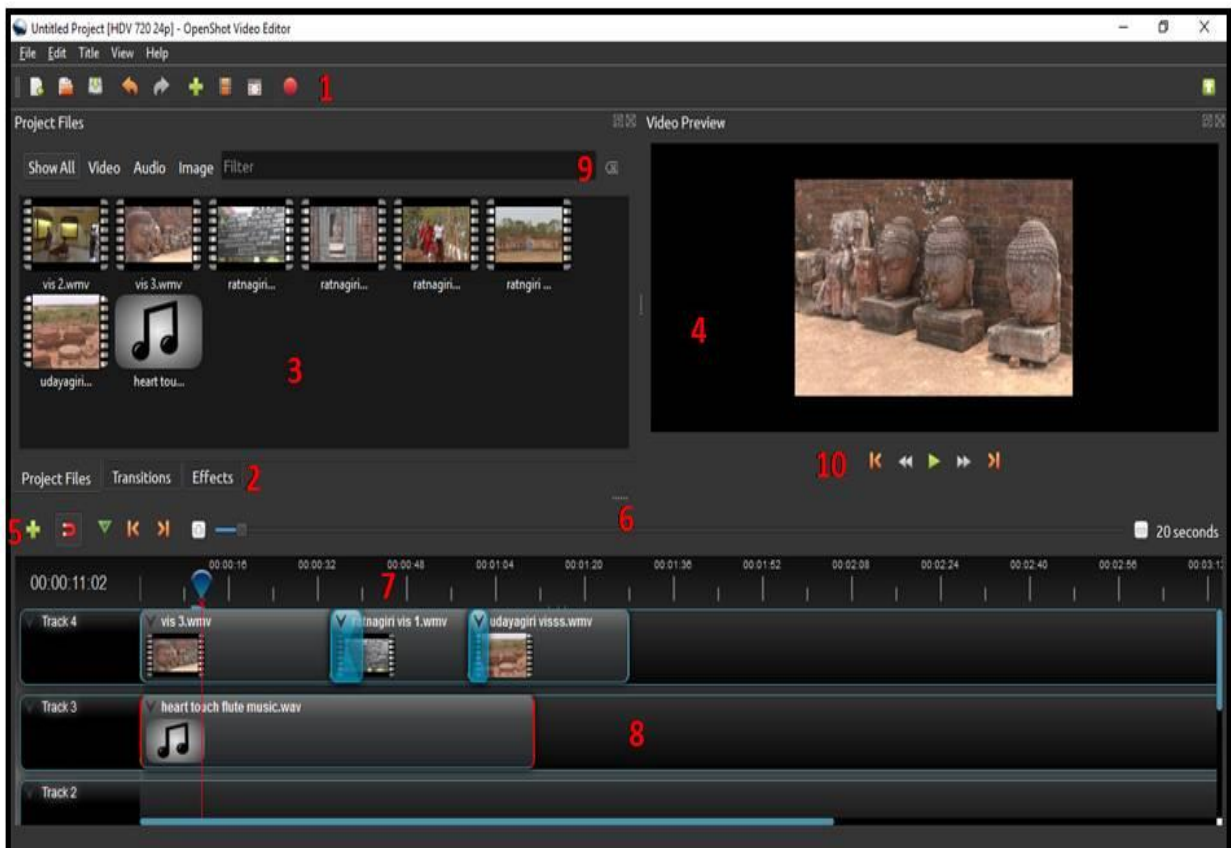 Untitled Project [HDV 720 24p] - OpenShot Video Editor
File Edit Title View Help
1
Project Files
Video Preview
Show All Video Audio Image Filter 9
vis 2.wmv vis 3.wmv ratnagiri... ratnagiri... ratnagiri... ratngiri ...
udayagiri... heart tou...
3
4
10
Project Files Transitions Effects 2
5
6
20 seconds
00:00:11:02
00:00:16 00:00:32 00:00:48 00:01:04 00:01:20 00:01:36 00:01:52 00:02:08 00:02:24 00:02:40 00:02:56 00:03:1
7
Track 4 vis 3.wmv tnagiri vis 1.wmv udayagiri visss.wmv
Track 3 heart touch flute music.wav
8
Track 2